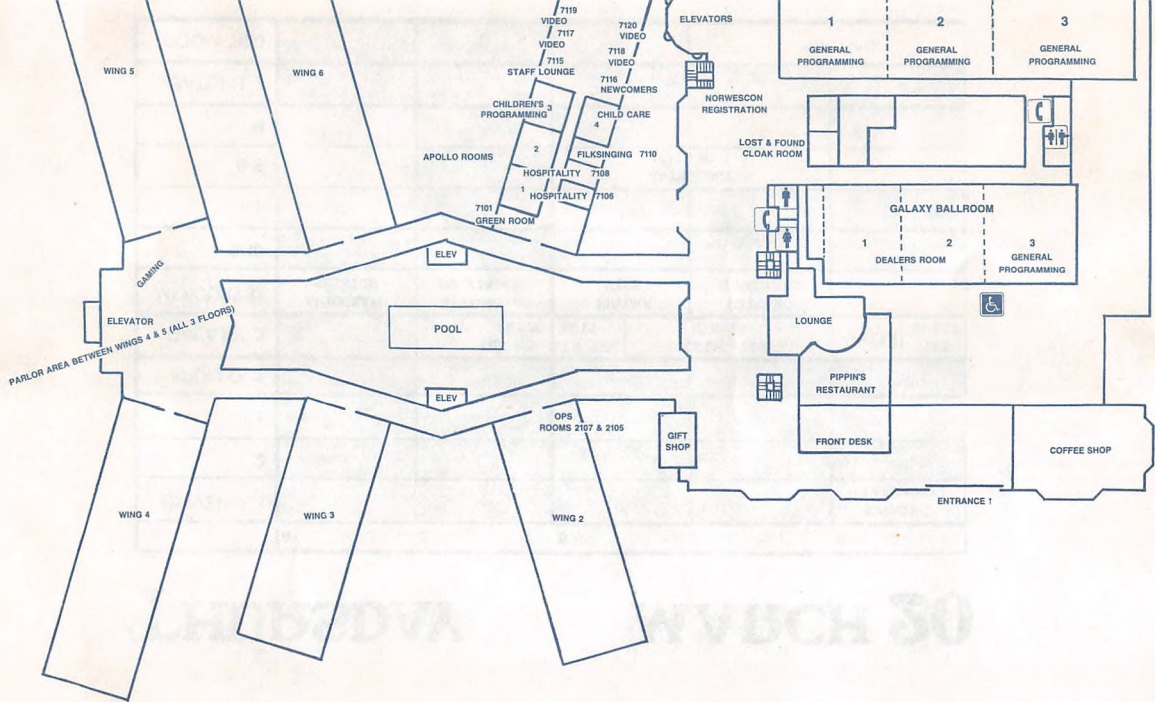 7119
VIDEO
7117
VIDEO
7115
STAFF LOUNGE
7120
VIDEO
7118
VIDEO
7116
NEWCOMERS
ELEVATORS
1
GENERAL
PROGRAMMING
2
GENERAL
PROGRAMMING
3
GENERAL
PROGRAMMING
WING 5
WING 6
CHILDREN'S
PROGRAMMING
3
CHILD CARE
4
NORWESCON
REGISTRATION
LOST & FOUND
CLOAK ROOM
APOLLO ROOMS
2
FILKSINGING 7110
HOSPITALITY 7108
1
HOSPITALITY 7106
7101
GREEN ROOM
GALAXY BALLROOM
1
2
DEALERS ROOM
3
GENERAL
PROGRAMMING
ELEV
GAMING
ELEVATOR
PARLOR AREA BETWEEN WINGS 4 & 5 (ALL 3 FLOORS)
POOL
LOUNGE
PIPPIN'S
RESTAURANT
ELEV
OPS
ROOMS 2107 & 2105
GIFT
SHOP
FRONT DESK
COFFEE SHOP
ENTRANCE ↑
WING 4
WING 3
WING 2
THURSDAY
MARCH 20